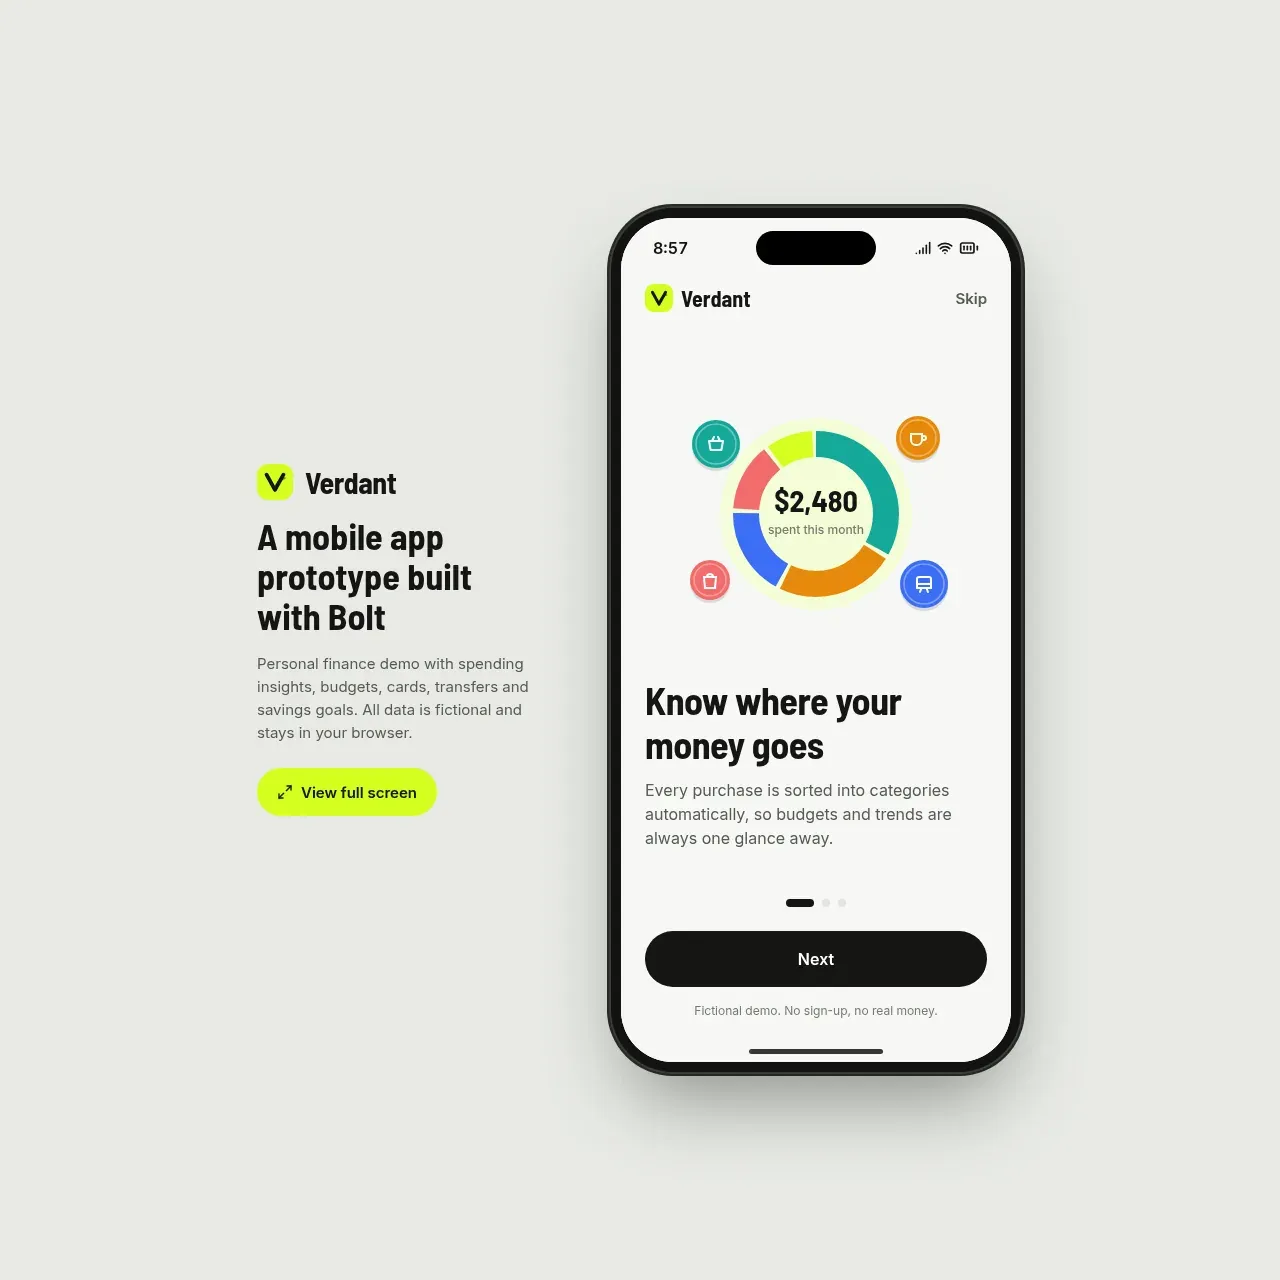 Verdant
A mobile app
prototype built
with Bolt
Personal finance demo with spending
insights, budgets, cards, transfers and
savings goals. All data is fictional and
stays in your browser.
View full screen
8:57
Verdant
Skip
$2,480
spent this month
Know where your
money goes
Every purchase is sorted into categories
automatically, so budgets and trends are
always one glance away.
Next
Fictional demo. No sign-up, no real money.